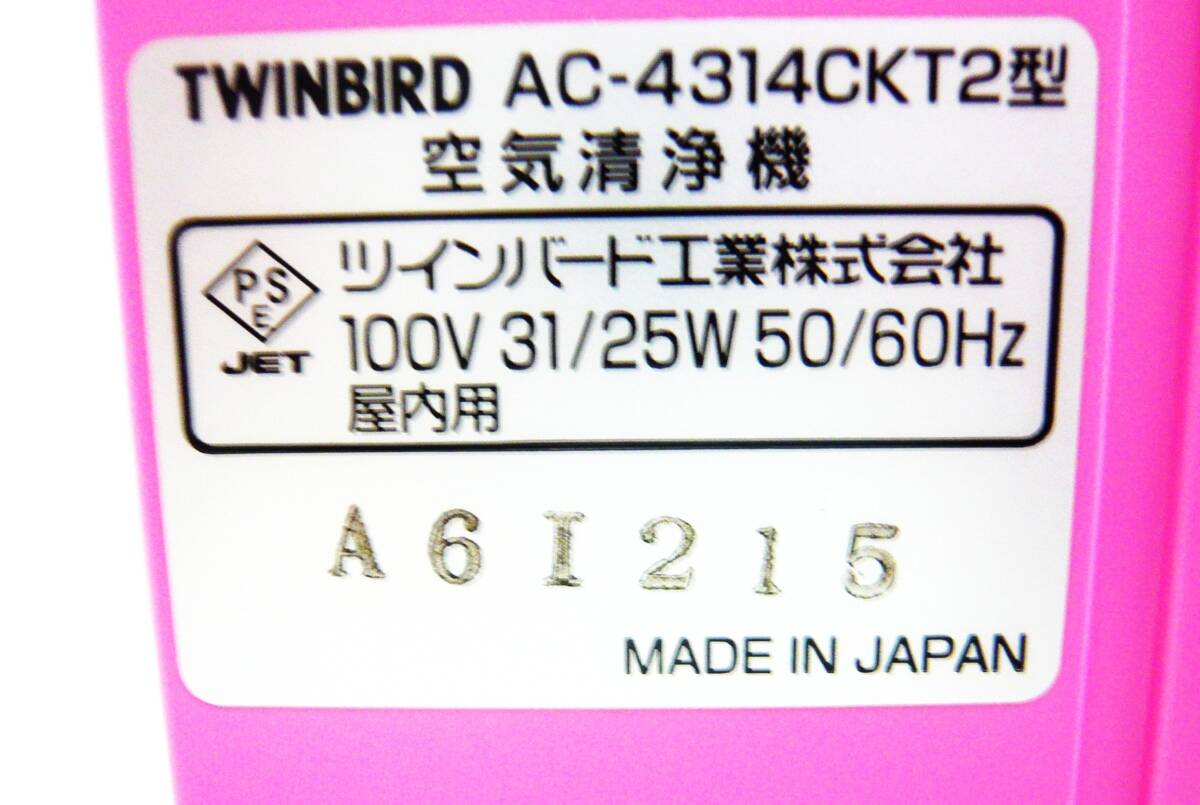 TWINBIRD AC-4314CKT2型
空気清浄機
PSE
JET
ツインバード工業株式会社
100V 31/25W 50/60Hz
屋内用
A6I215
MADE IN JAPAN